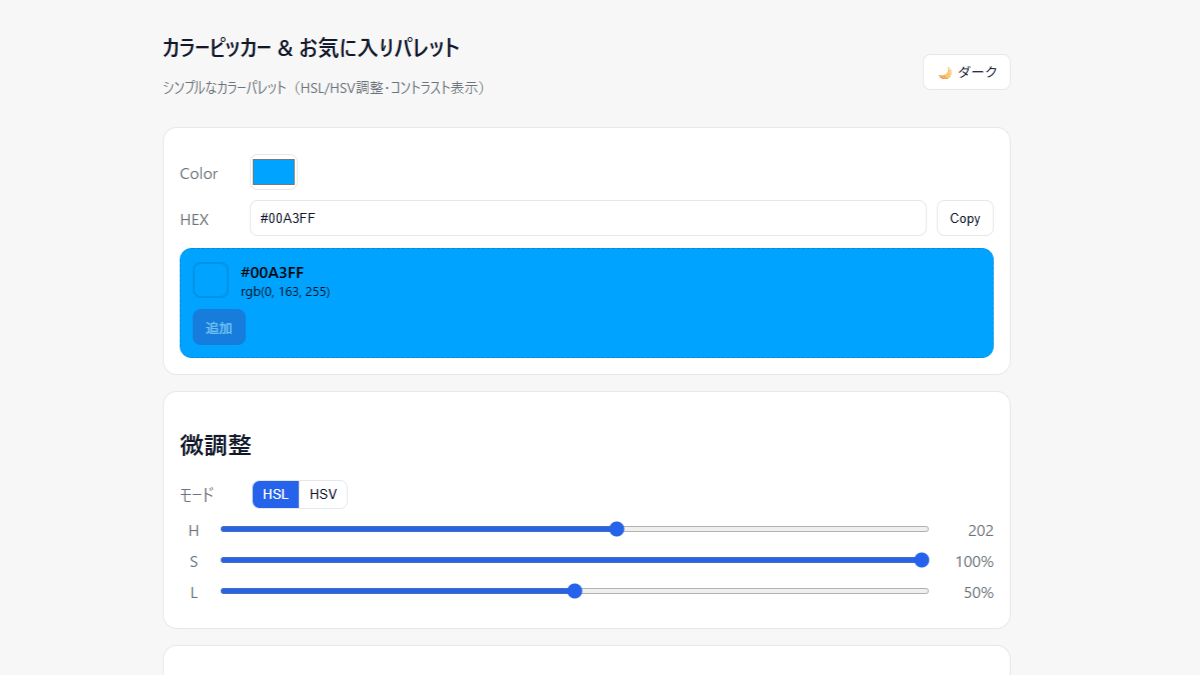 カラーピッカー & お気に入りパレット
シンプルなカラーパレット（HSL/HSV調整・コントラスト表示）
🌙 ダーク
Color
HEX
#00A3FF
Copy
#00A3FF
rgb(0, 163, 255)
追加
微調整
モード
HSL
HSV
H
202
S
100%
L
50%